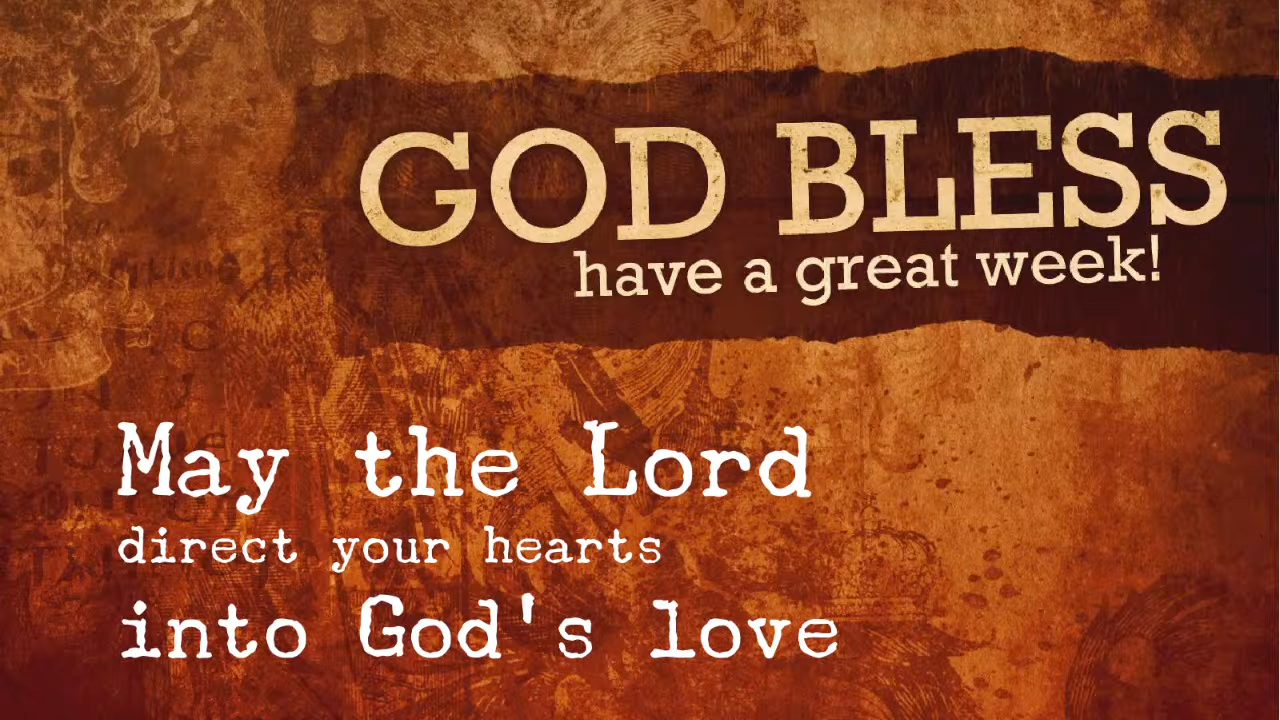 GOD BLESS
have a great week!
May the Lord
direct your hearts
into God's love